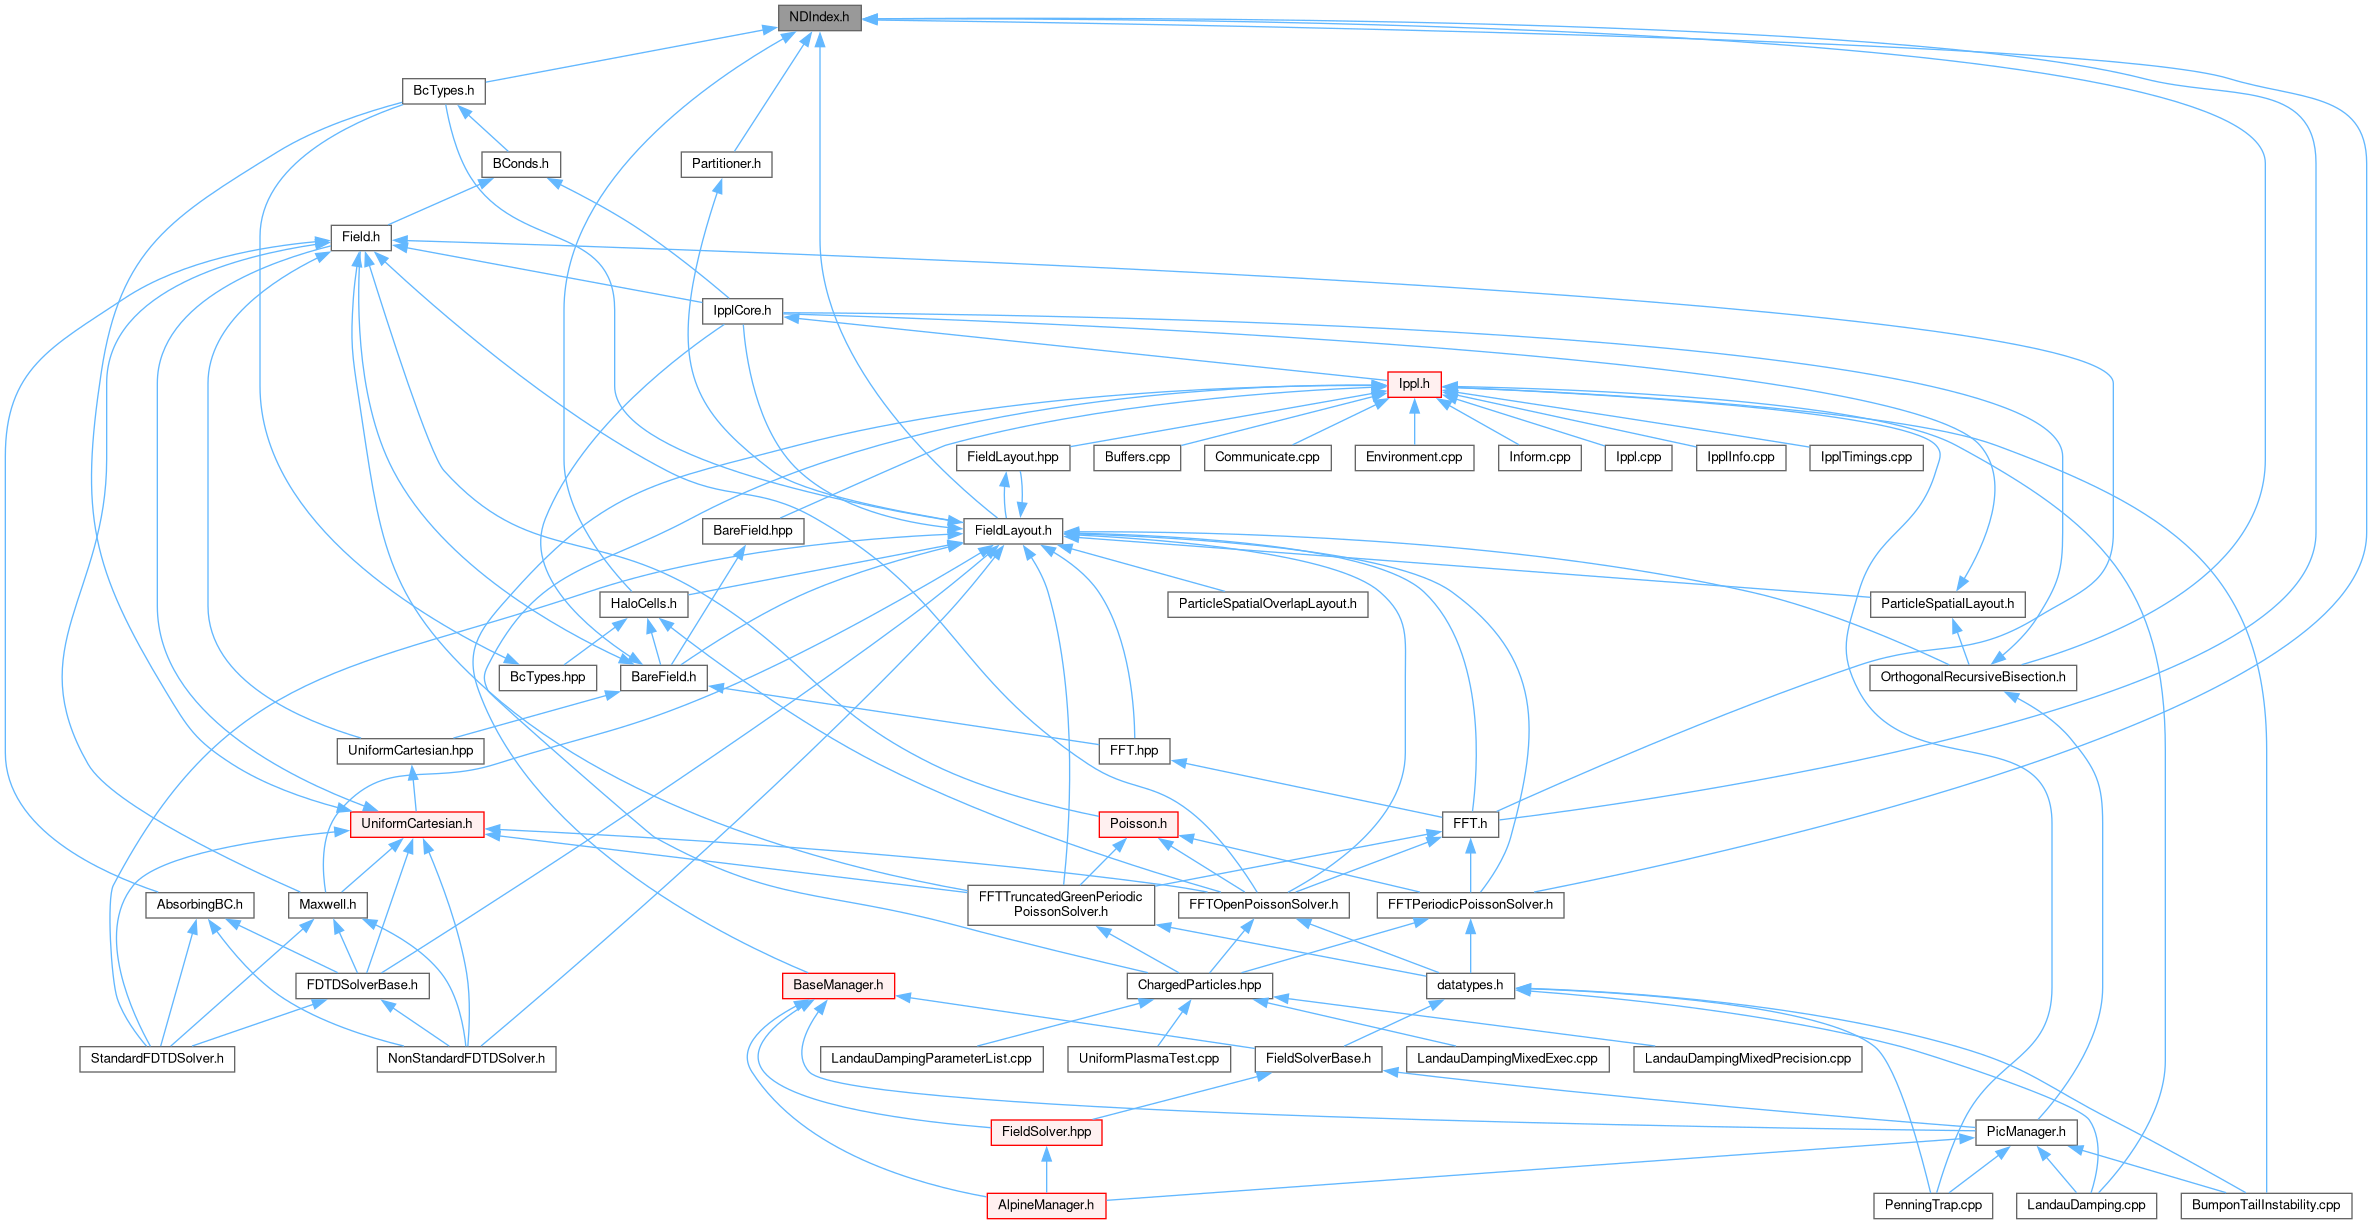 NDIndex.h
BcTypes.h
BConds.h
Partitioner.h
Field.h
IpplCore.h
Ippl.h
FieldLayout.hpp
Buffers.cpp
Communicate.cpp
Environment.cpp
Inform.cpp
Ippl.cpp
IpplInfo.cpp
IpplTimings.cpp
BareField.hpp
FieldLayout.h
HaloCells.h
ParticleSpatialOverlapLayout.h
ParticleSpatialLayout.h
BcTypes.hpp
BareField.h
OrthogonalRecursiveBisection.h
UniformCartesian.hpp
FFT.hpp
UniformCartesian.h
Poisson.h
FFT.h
AbsorbingBC.h
Maxwell.h
FFTTruncatedGreenPeriodic
PoissonSolver.h
FFTOpenPoissonSolver.h
FFTPeriodicPoissonSolver.h
FDTDSolverBase.h
BaseManager.h
ChargedParticles.hpp
datatypes.h
StandardFDTDSolver.h
NonStandardFDTDSolver.h
LandauDampingParameterList.cpp
UniformPlasmaTest.cpp
FieldSolverBase.h
LandauDampingMixedExec.cpp
LandauDampingMixedPrecision.cpp
FieldSolver.hpp
PicManager.h
AlpineManager.h
PenningTrap.cpp
LandauDamping.cpp
BumponTailInstability.cpp